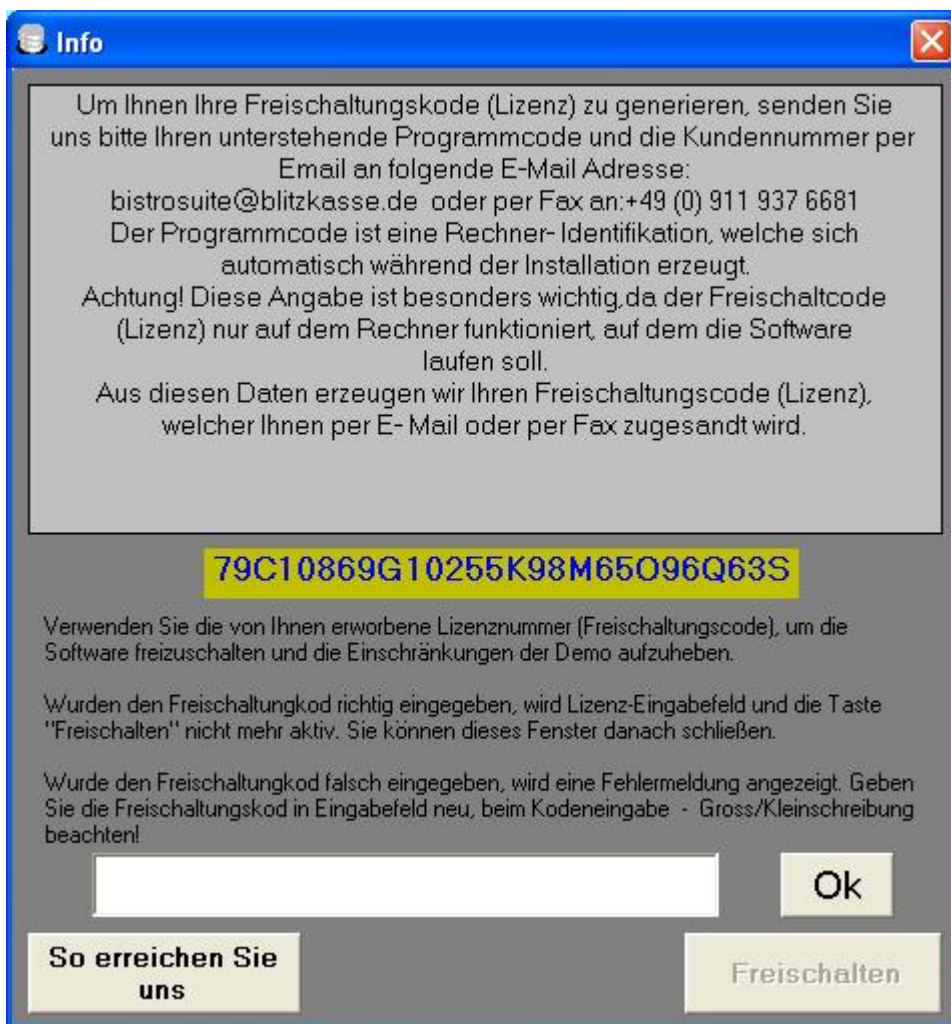 Info
Um Ihnen Ihre Freischaltungskode (Lizenz) zu generieren, senden Sie
uns bitte Ihren unterstehende Programmcode und die Kundennummer per
Email an folgende E-Mail Adresse:
bistrosuite@blitzkasse.de oder per Fax an:+49 (0) 911 937 6681
Der Programmcode ist eine Rechner- Identifikation, welche sich
automatisch während der Installation erzeugt.
Achtung! Diese Angabe ist besonders wichtig,da der Freischaltcode
(Lizenz) nur auf dem Rechner funktioniert, auf dem die Software
laufen soll.
Aus diesen Daten erzeugen wir Ihren Freischaltungscode (Lizenz),
welcher Ihnen per E- Mail oder per Fax zugesandt wird.
79C10869G10255K98M65O96Q63S
Verwenden Sie die von Ihnen erworbene Lizenznummer (Freischaltungscode), um die
Software freizuschalten und die Einschränkungen der Demo aufzuheben.
Wurden den Freischaltungkod richtig eingegeben, wird Lizenz-Eingabefeld und die Taste
"Freischalten" nicht mehr aktiv. Sie können dieses Fenster danach schließen.
Wurde den Freischaltungkod falsch eingegeben, wird eine Fehlermeldung angezeigt. Geben
Sie die Freischaltungskod in Eingabefeld neu, beim Kodeneingabe - Gross/Kleinschreibung
beachten!
Ok
So erreichen Sie
uns
Freischalten